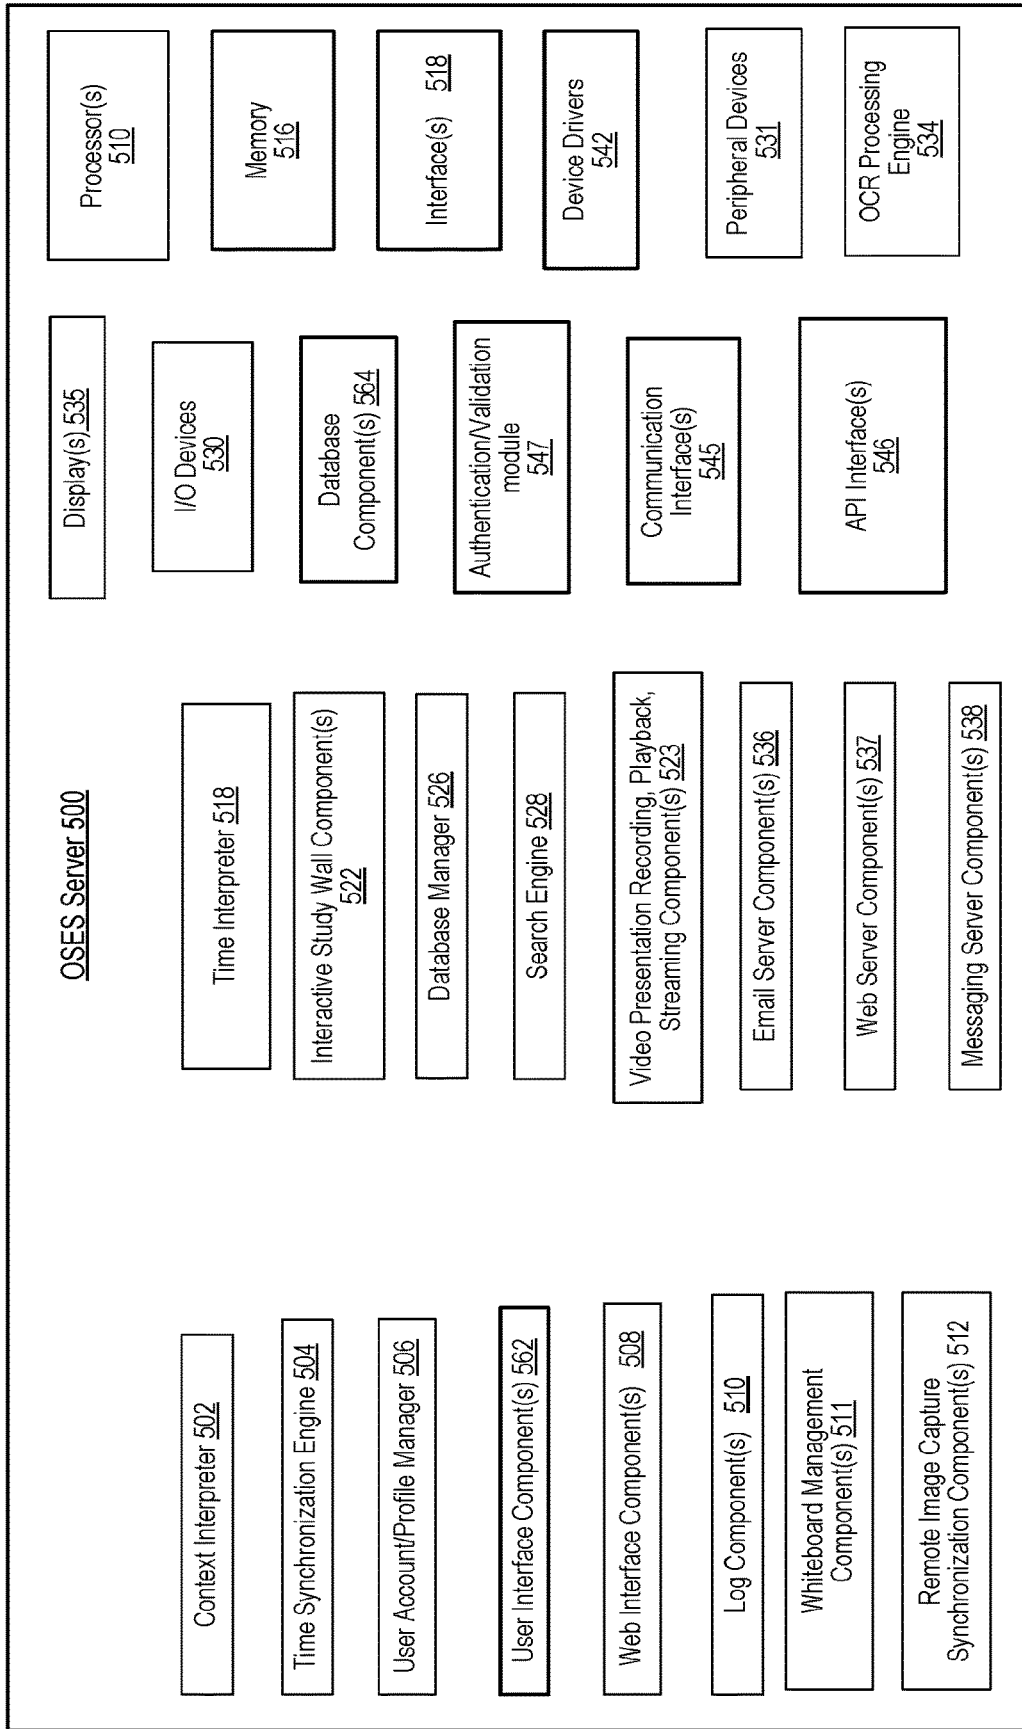 OSES Server 500
Context Interpreter 502
Time Synchronization Engine 504
User Account/Profile Manager 506
User Interface Component(s) 562
Web Interface Component(s) 508
Log Component(s) 510
Whiteboard Management
Component(s) 511
Remote Image Capture
Synchronization Component(s) 512
Time Interpreter 518
Interactive Study Wall Component(s)
522
Database Manager 526
Search Engine 528
Video Presentation Recording, Playback,
Streaming Component(s) 523
Email Server Component(s) 536
Web Server Component(s) 537
Messaging Server Component(s) 538
Display(s) 535
I/O Devices
530
Database
Component(s) 564
Authentication/Validation
module
547
Communication
Interface(s)
545
API Interface(s)
546
Processor(s)
510
Memory
516
Interface(s) 518
Device Drivers
542
Peripheral Devices
531
OCR Processing
Engine
534